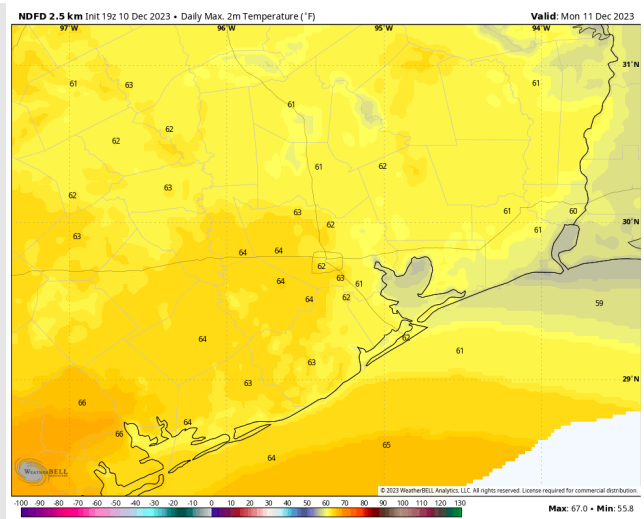 NDFD 2.5 km Init 19z 10 Dec 2023 • Daily Max. 2m Temperature (°F)
Valid: Mon 11 Dec 2023
97°W 96°W 95°W 94°W
31°N
61 63 61
61
62
62
61 62
62 63
63 61 60
62 61
63
64 64
62
63 61
64
64 62
59
62
64
61
63
29°N
63
66
64
66
65
64
30°N
WEATHERBELL
© 2023 WeatherBELL Analytics, LLC. All rights reserved. License required for commercial distribution.
-100 -90 -80 -70 -60 -50 -40 -30 -20 -10 0 10 20 30 40 50 60 70 80 90 100 110 120 130
Max: 67.0 • Min: 55.8